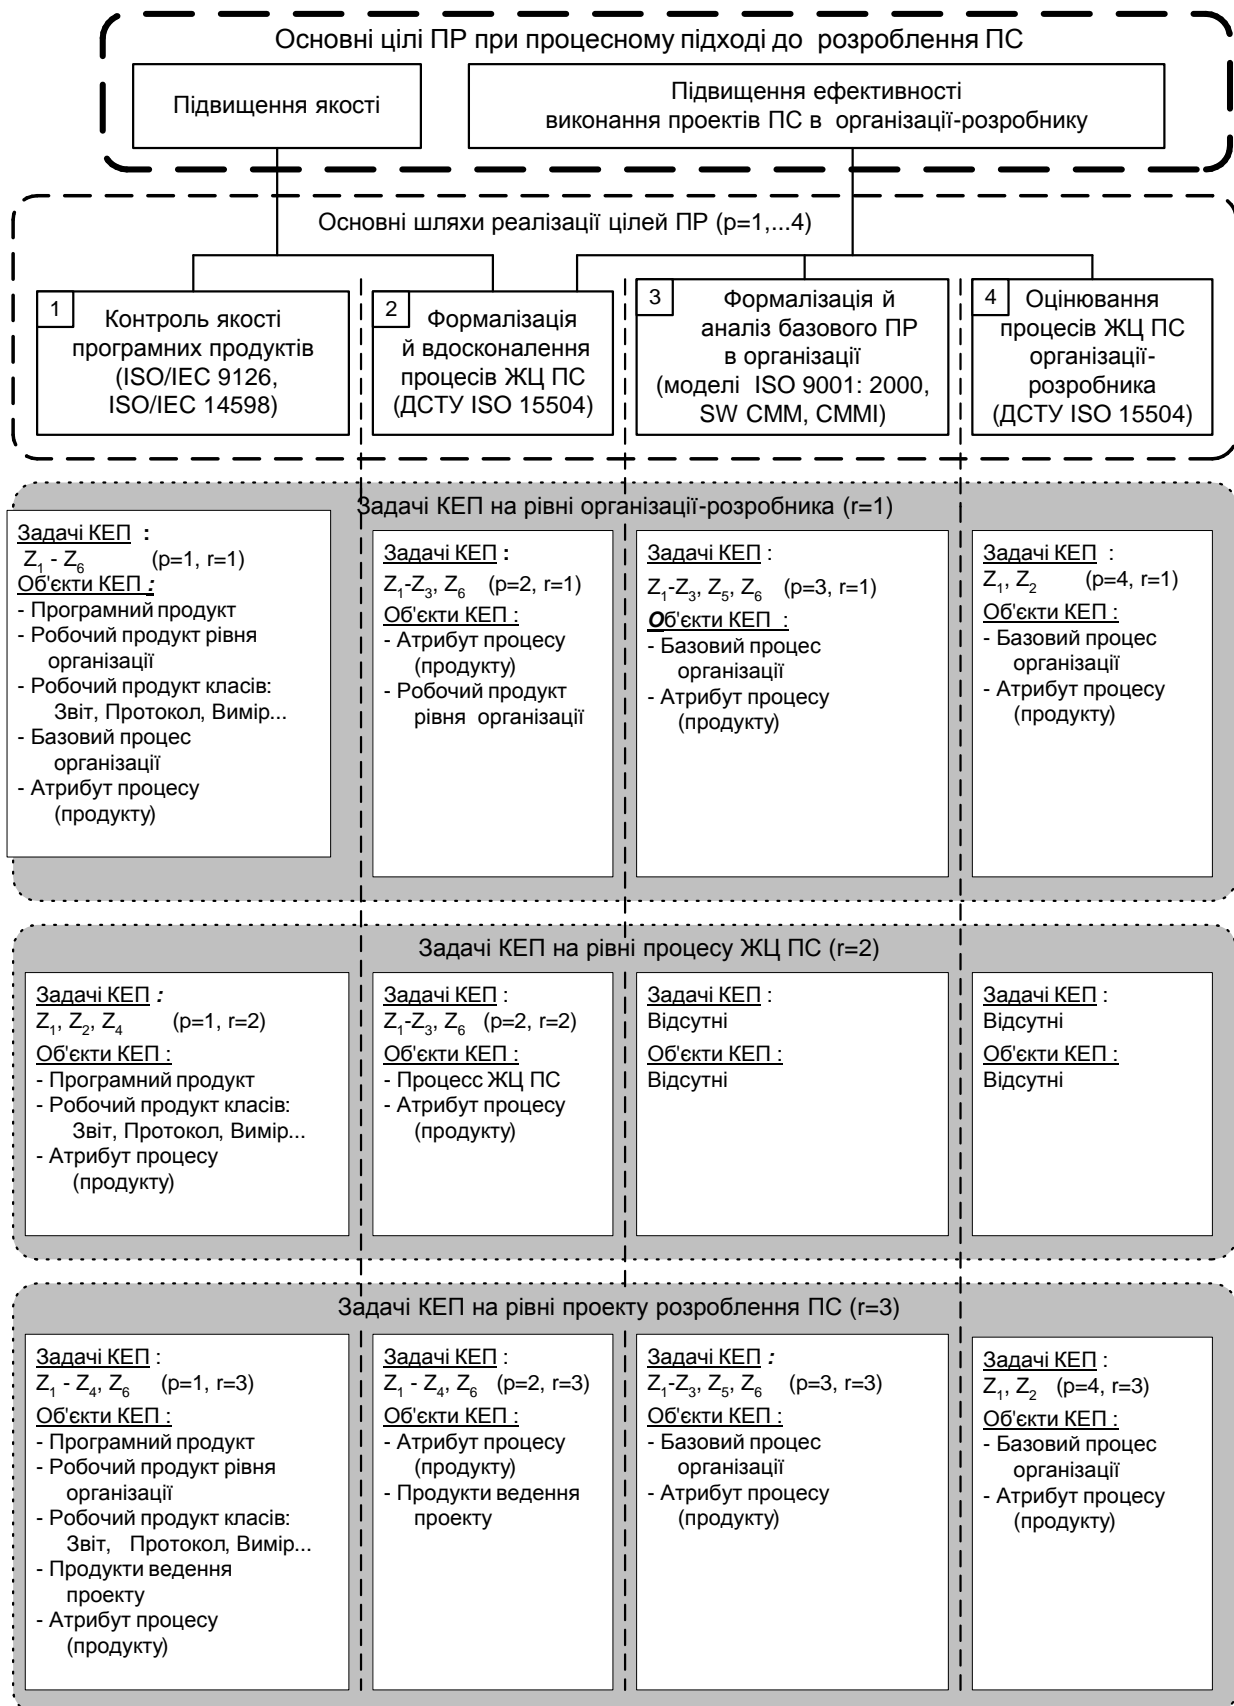 Основні цілі ПР при процесному підході до розроблення ПС
Підвищення якості
Підвищення ефективності
виконання проектів ПС в організації-розробнику
Основні шляхи реалізації цілей ПР (p=1,...4)
1
Контроль якості
програмних продуктів
(ISO/IEC 9126,
ISO/IEC 14598)
2
Формалізація
й вдосконалення
процесів ЖЦ ПС
(ДСТУ ISO 15504)
3
Формалізація й
аналіз базового ПР
в організації
(моделі ISO 9001: 2000,
SW CMM, CMMI)
4
Оцінювання
процесів ЖЦ ПС
організації-
розробника
(ДСТУ ISO 15504)
Задачі КЕП на рівні організації-розробника (r=1)
Задачі КЕП :
Z₁ - Z₆ (p=1, r=1)
Об'єкти КЕП :
- Програмний продукт
- Робочий продукт рівня
організації
- Робочий продукт класів:
Звіт, Протокол, Вимір...
- Базовий процес
організації
- Атрибут процесу
(продукту)
Задачі КЕП :
Z₁-Z₃, Z₆ (p=2, r=1)
Об'єкти КЕП :
- Атрибут процесу
(продукту)
- Робочий продукт
рівня організації
Задачі КЕП :
Z₁-Z₃, Z₅, Z₆ (p=3, r=1)
Об'єкти КЕП :
- Базовий процес
організації
- Атрибут процесу
(продукту)
Задачі КЕП :
Z₁, Z₂ (p=4, r=1)
Об'єкти КЕП :
- Базовий процес
організації
- Атрибут процесу
(продукту)
Задачі КЕП на рівні процесу ЖЦ ПС (r=2)
Задачі КЕП :
Z₁, Z₂, Z₄ (p=1, r=2)
Об'єкти КЕП :
- Програмний продукт
- Робочий продукт класів:
Звіт, Протокол, Вимір...
- Атрибут процесу
(продукту)
Задачі КЕП :
Z₁-Z₃, Z₆ (p=2, r=2)
Об'єкти КЕП :
- Процесс ЖЦ ПС
- Атрибут процесу
(продукту)
Задачі КЕП :
Відсутні
Об'єкти КЕП :
Відсутні
Задачі КЕП :
Відсутні
Об'єкти КЕП :
Відсутні
Задачі КЕП на рівні проекту розроблення ПС (r=3)
Задачі КЕП :
Z₁ - Z₄, Z₆ (p=1, r=3)
Об'єкти КЕП :
- Програмний продукт
- Робочий продукт рівня
організації
- Робочий продукт класів:
Звіт, Протокол, Вимір...
- Продукти ведення
проекту
- Атрибут процесу
(продукту)
Задачі КЕП :
Z₁ - Z₄, Z₆ (p=2, r=3)
Об'єкти КЕП :
- Атрибут процесу
(продукту)
- Продукти ведення
проекту
Задачі КЕП :
Z₁-Z₃, Z₅, Z₆ (p=3, r=3)
Об'єкти КЕП :
- Базовий процес
організації
- Атрибут процесу
(продукту)
Задачі КЕП :
Z₁, Z₂ (p=4, r=3)
Об'єкти КЕП :
- Базовий процес
організації
- Атрибут процесу
(продукту)